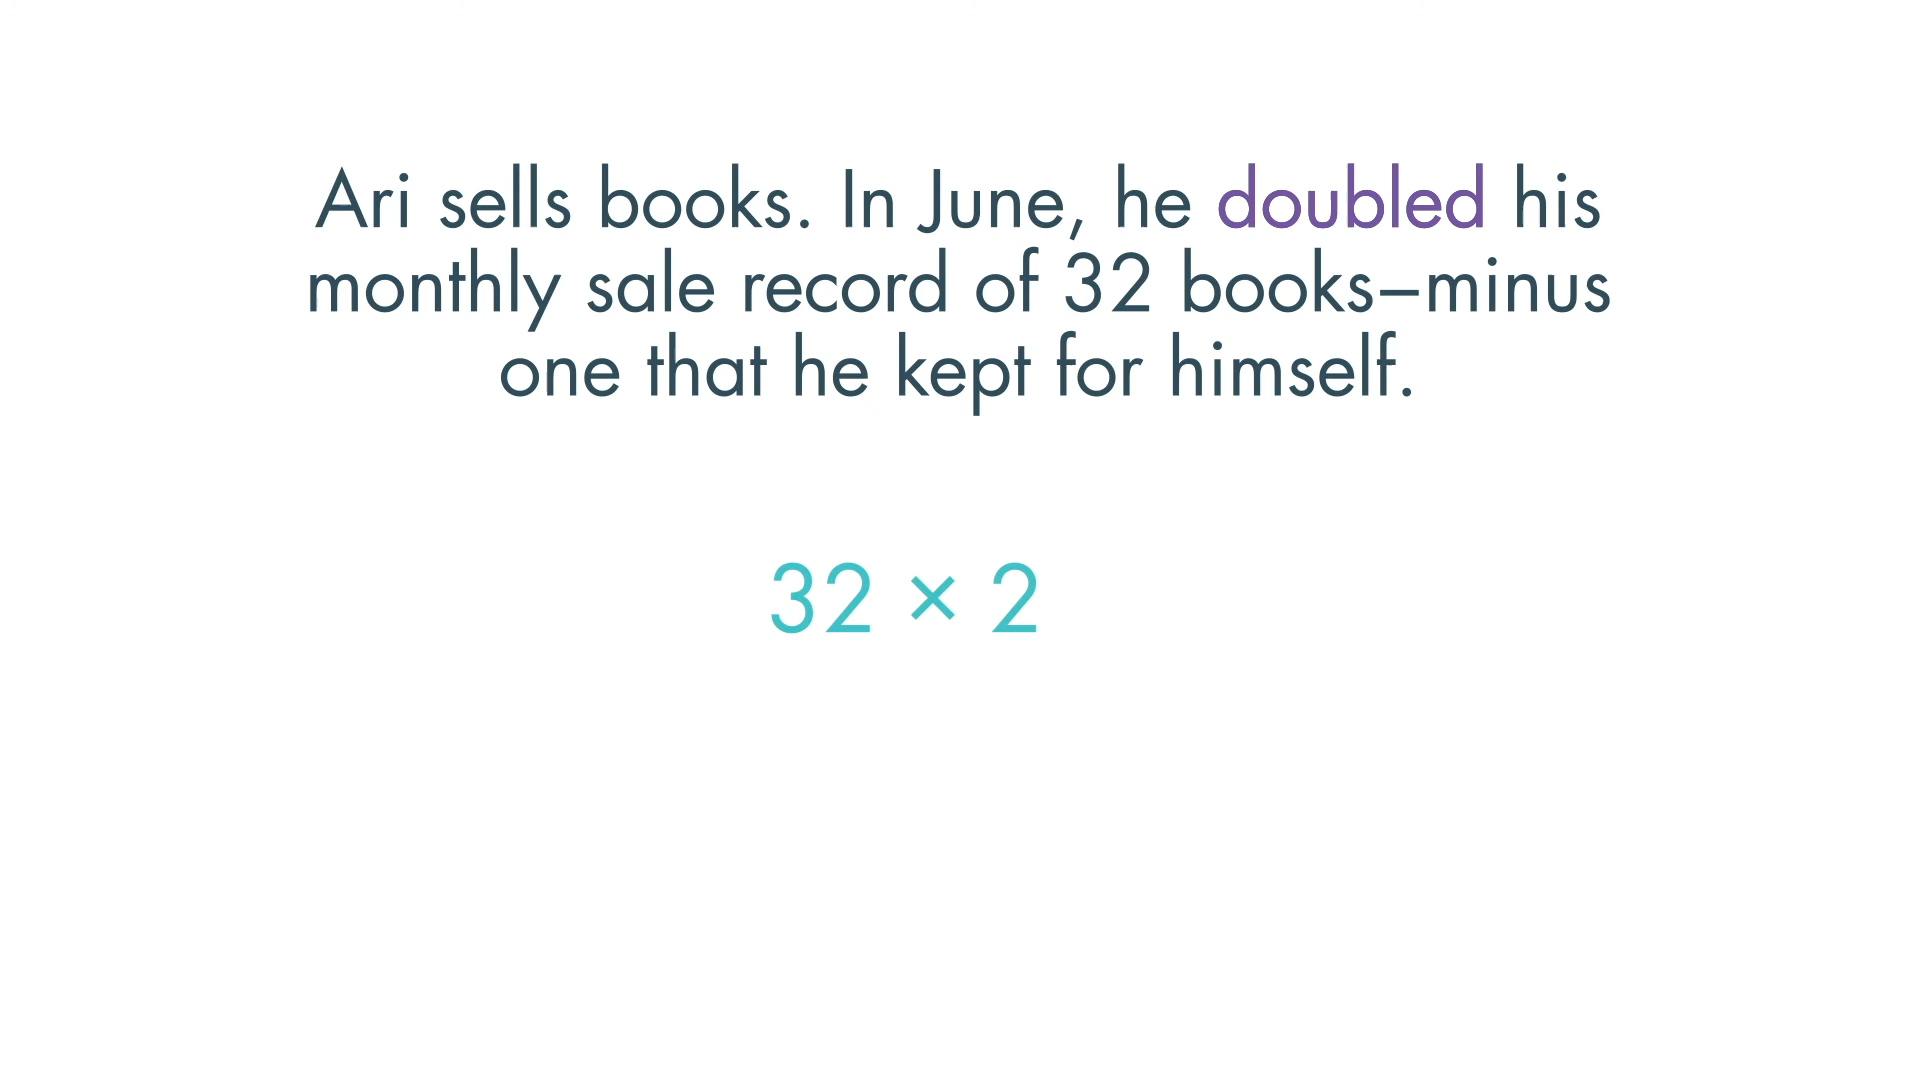 Ari sells books. In June, he doubled his
monthly sale record of 32 books–minus
one that he kept for himself.
32 × 2